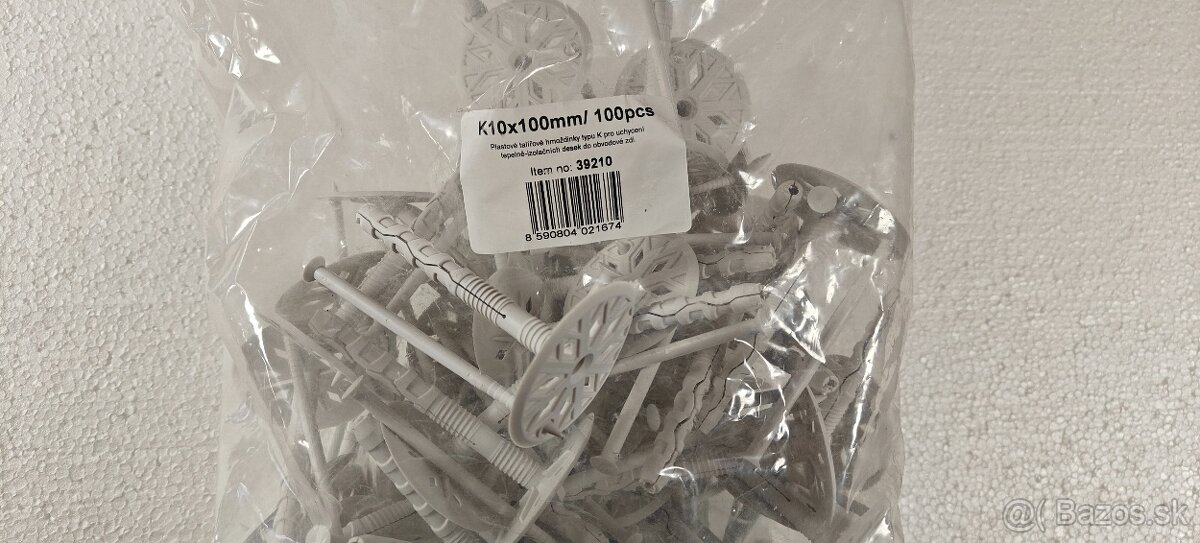 K10x100mm/ 100pcs
Plastové talířové hmoždinky typu K pro uchycení
tepelně-izolačních desek do obvodové zdi.
Item no: 39210
8 590804 021674
@( Bazos.sk